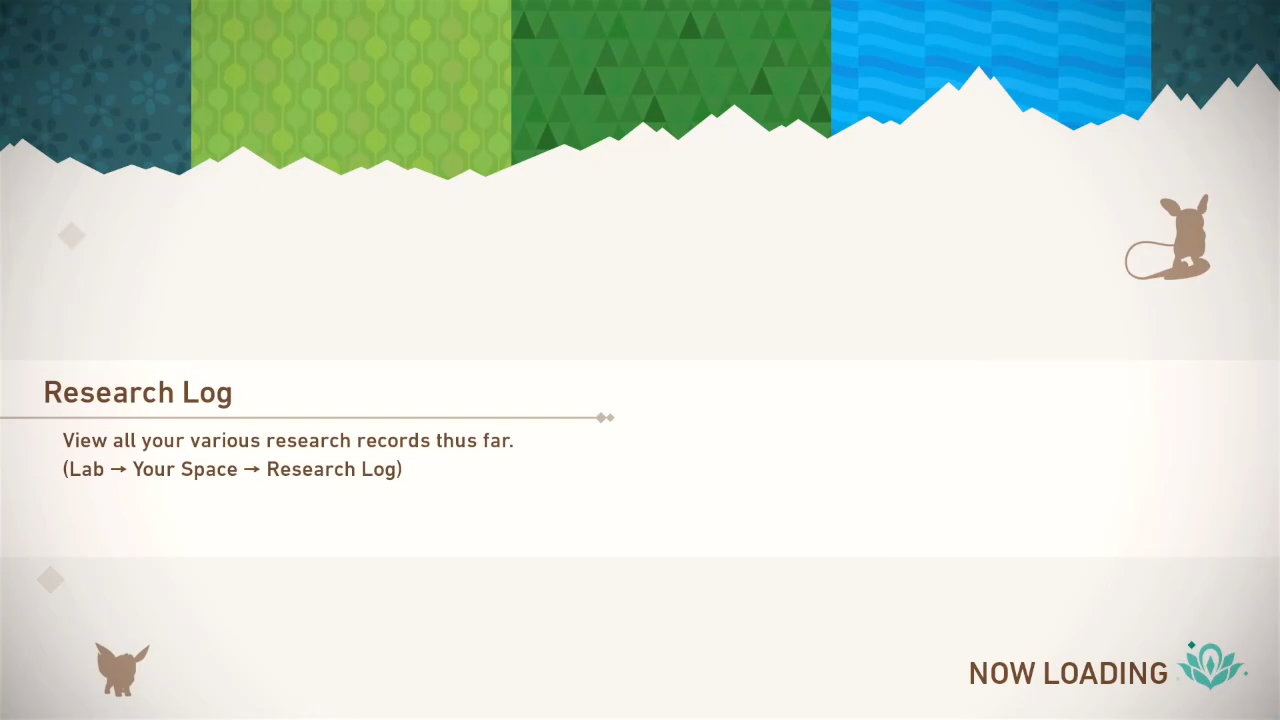 Research Log
View all your various research records thus far.
(Lab → Your Space → Research Log)
NOW LOADING